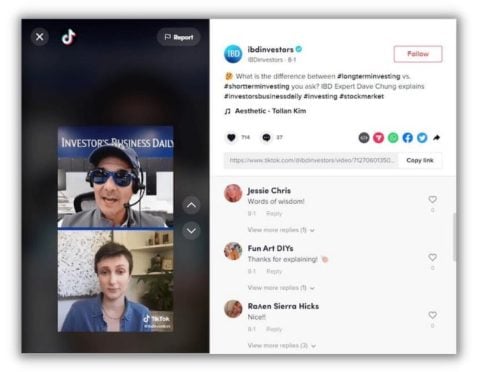 Report
INVESTOR'S BUSINESS DAILY
TikTok
@ibdinvestors
IBD
ibdinvestors
IBDinvestors · 8-1
Follow
🤔 What is the difference between #longterminvesting vs.
#shortterminvesting you ask? IBD Expert Dave Chung explains
#investorsbusinessdaily #investing #stockmarket
Aesthetic - Tollan Kim
714
37
https://www.tiktok.com/@ibdinvestors/video/71270601350...
Copy link
Jessie Chris
Words of wisdom!
8-1 Reply
0
View more replies (1)
Fun Art DIYs
Thanks for explaining!
8-1 Reply
0
View more replies (1)
Raven Sierra Hicks
Nice!!
8-1 Reply
0
View more replies (3)